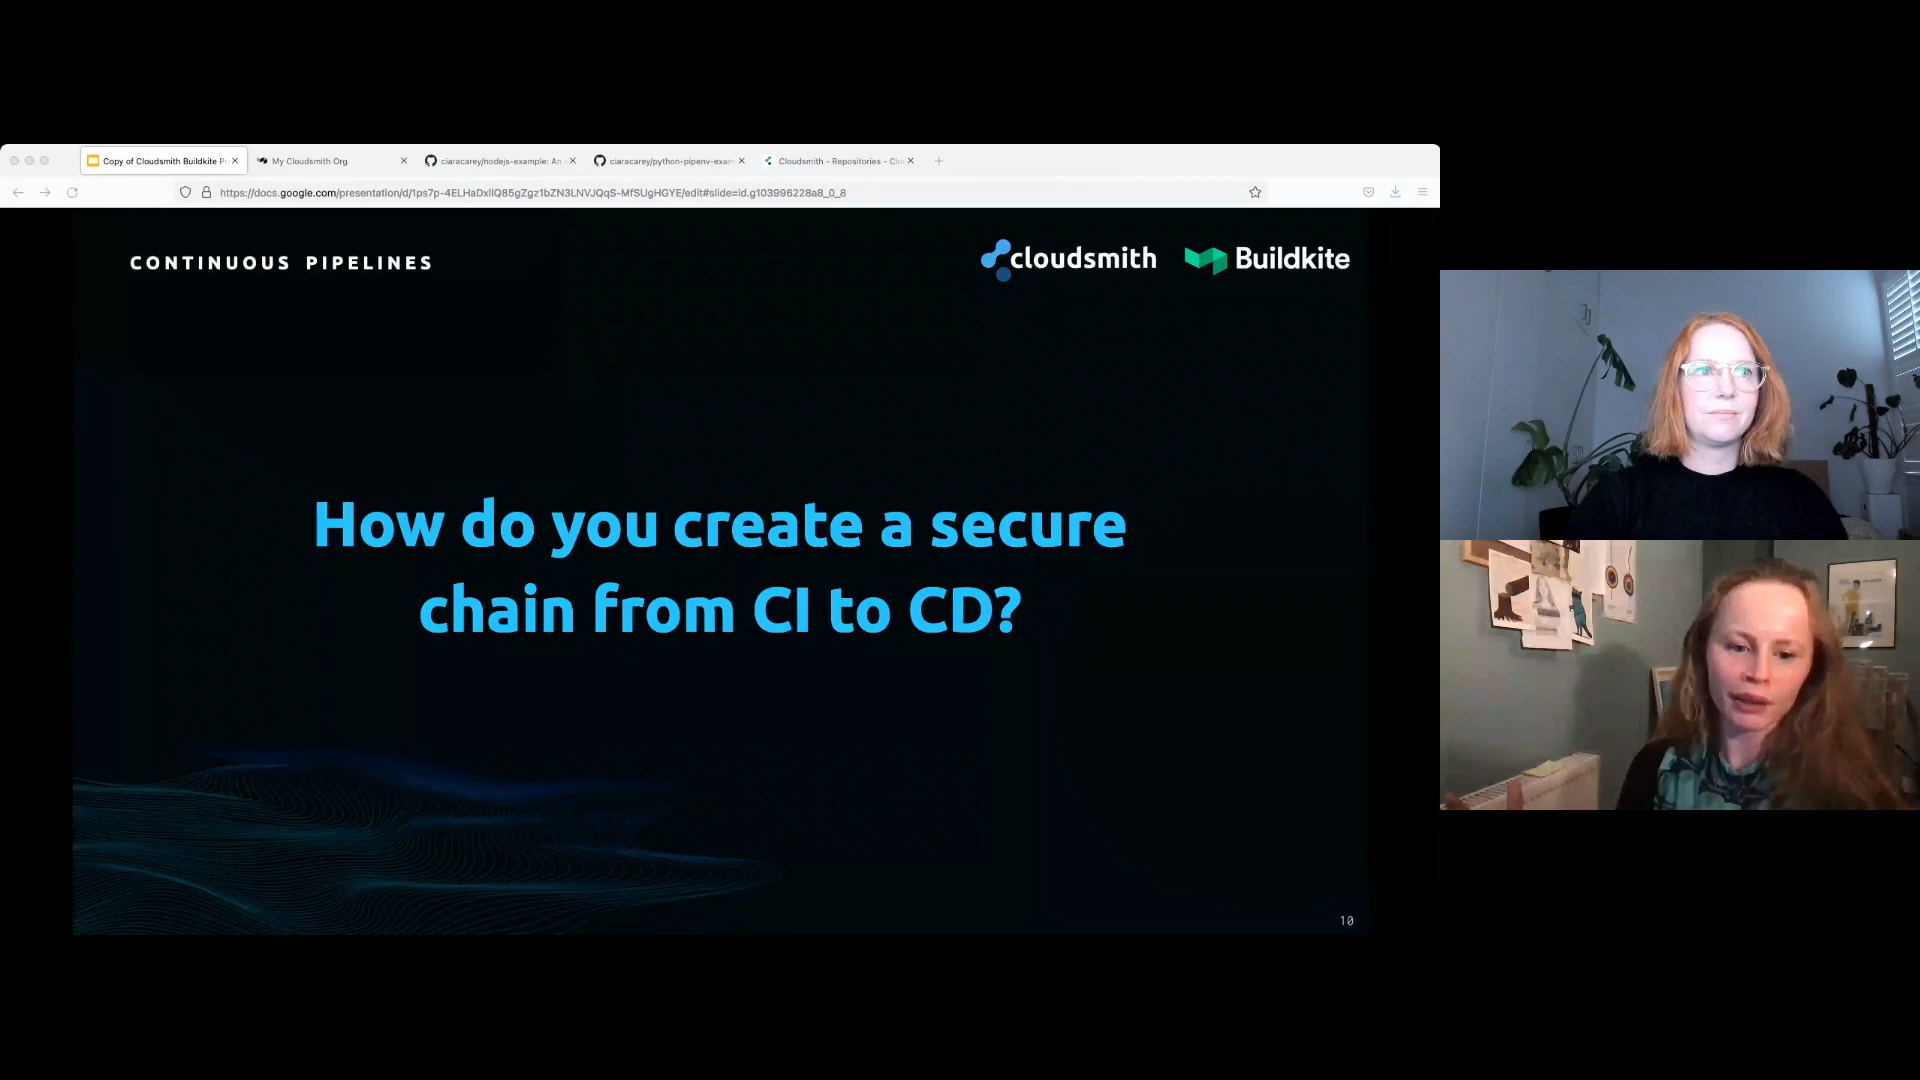 Copy of Cloudsmith Buildkite P
My Cloudsmith Org
ciaracarey/nodejs-example: An
ciaracarey/python-pipenv-exam
Cloudsmith - Repositories - Clo
https://docs.google.com/presentation/d/1ps7p-4ELHaDxllQ85gZgz1bZN3LNVJQqS-MfSUgHGYE/edit#slide=id.g103996228a8_0_8
CONTINUOUS PIPELINES
cloudsmith
Buildkite
How do you create a secure
chain from CI to CD?
10